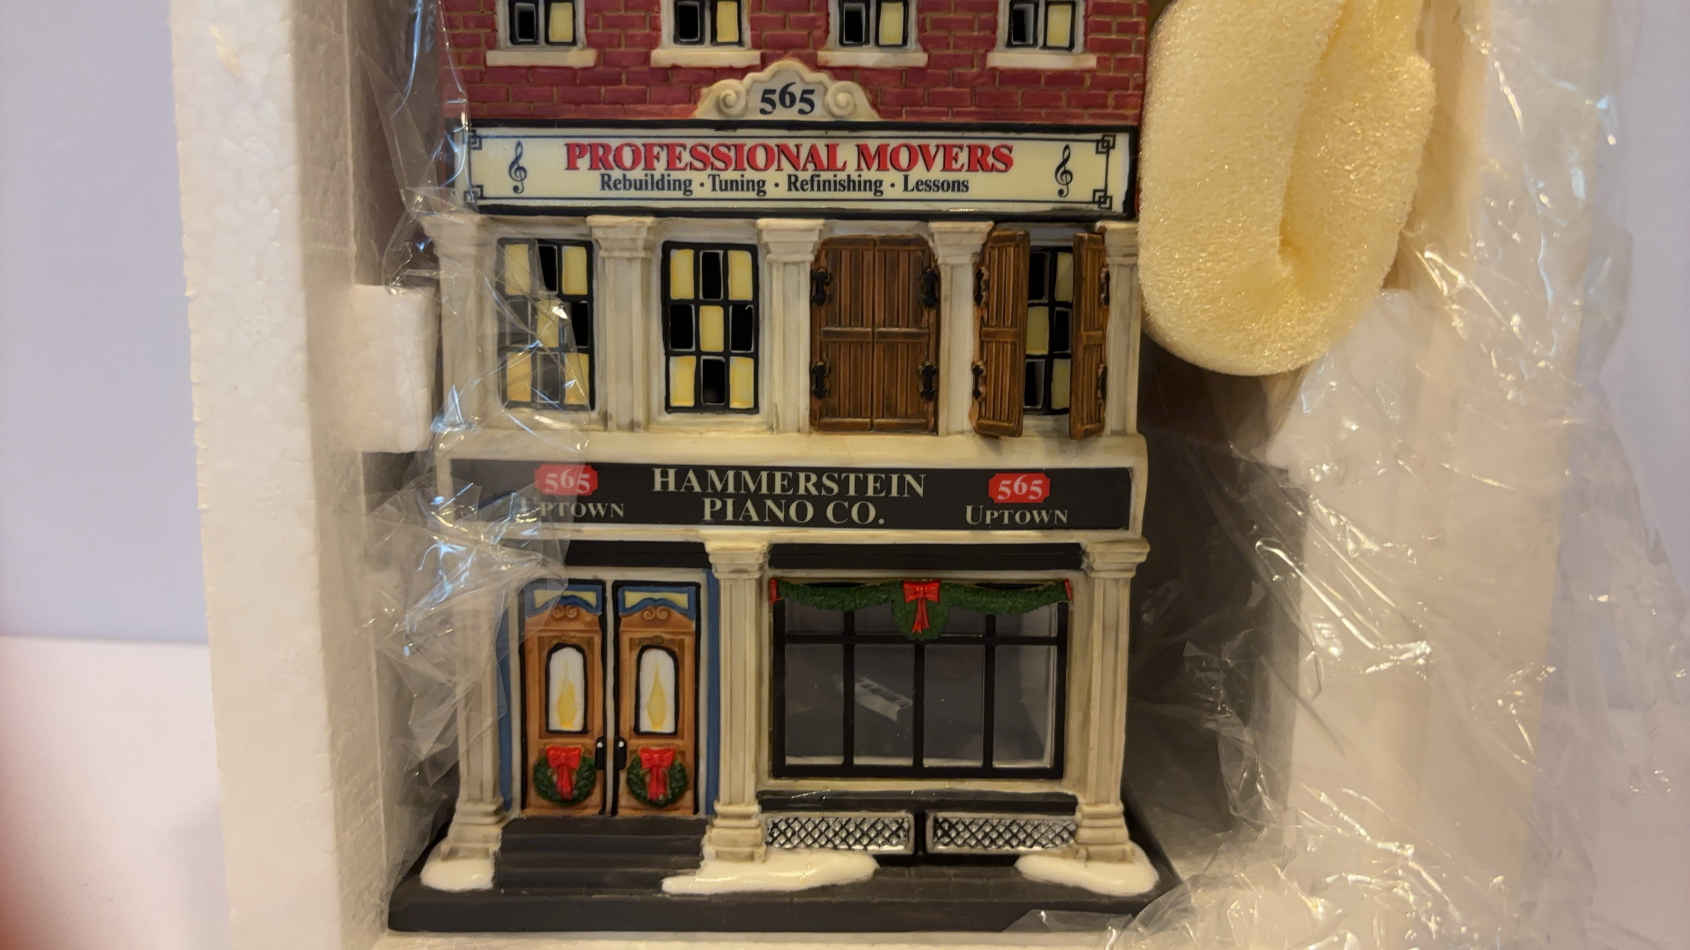 565
PROFESSIONAL MOVERS
Rebuilding · Tuning · Refinishing · Lessons
565 HAMMERSTEIN 565
UPTOWN PIANO CO. UPTOWN